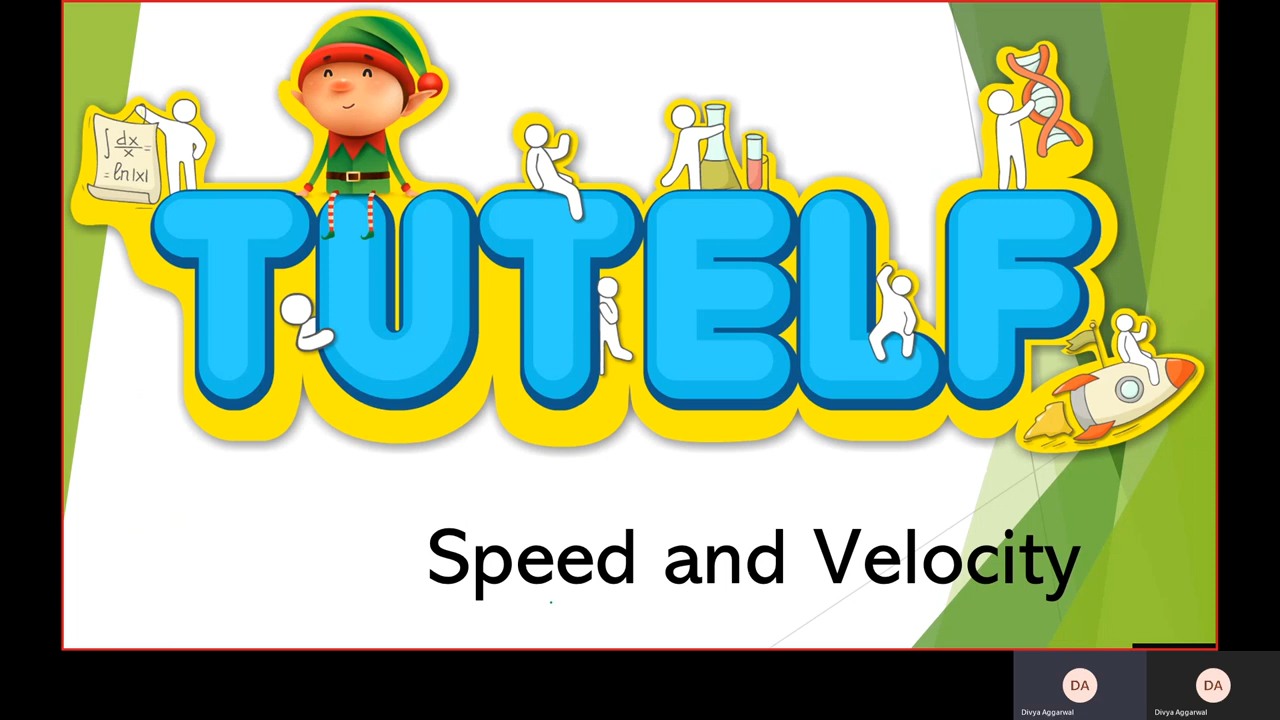 ∫ dx/x =
= ln|x|
TUTELF
Speed and Velocity
DA
DA
Divya Aggarwal
Divya Aggarwal